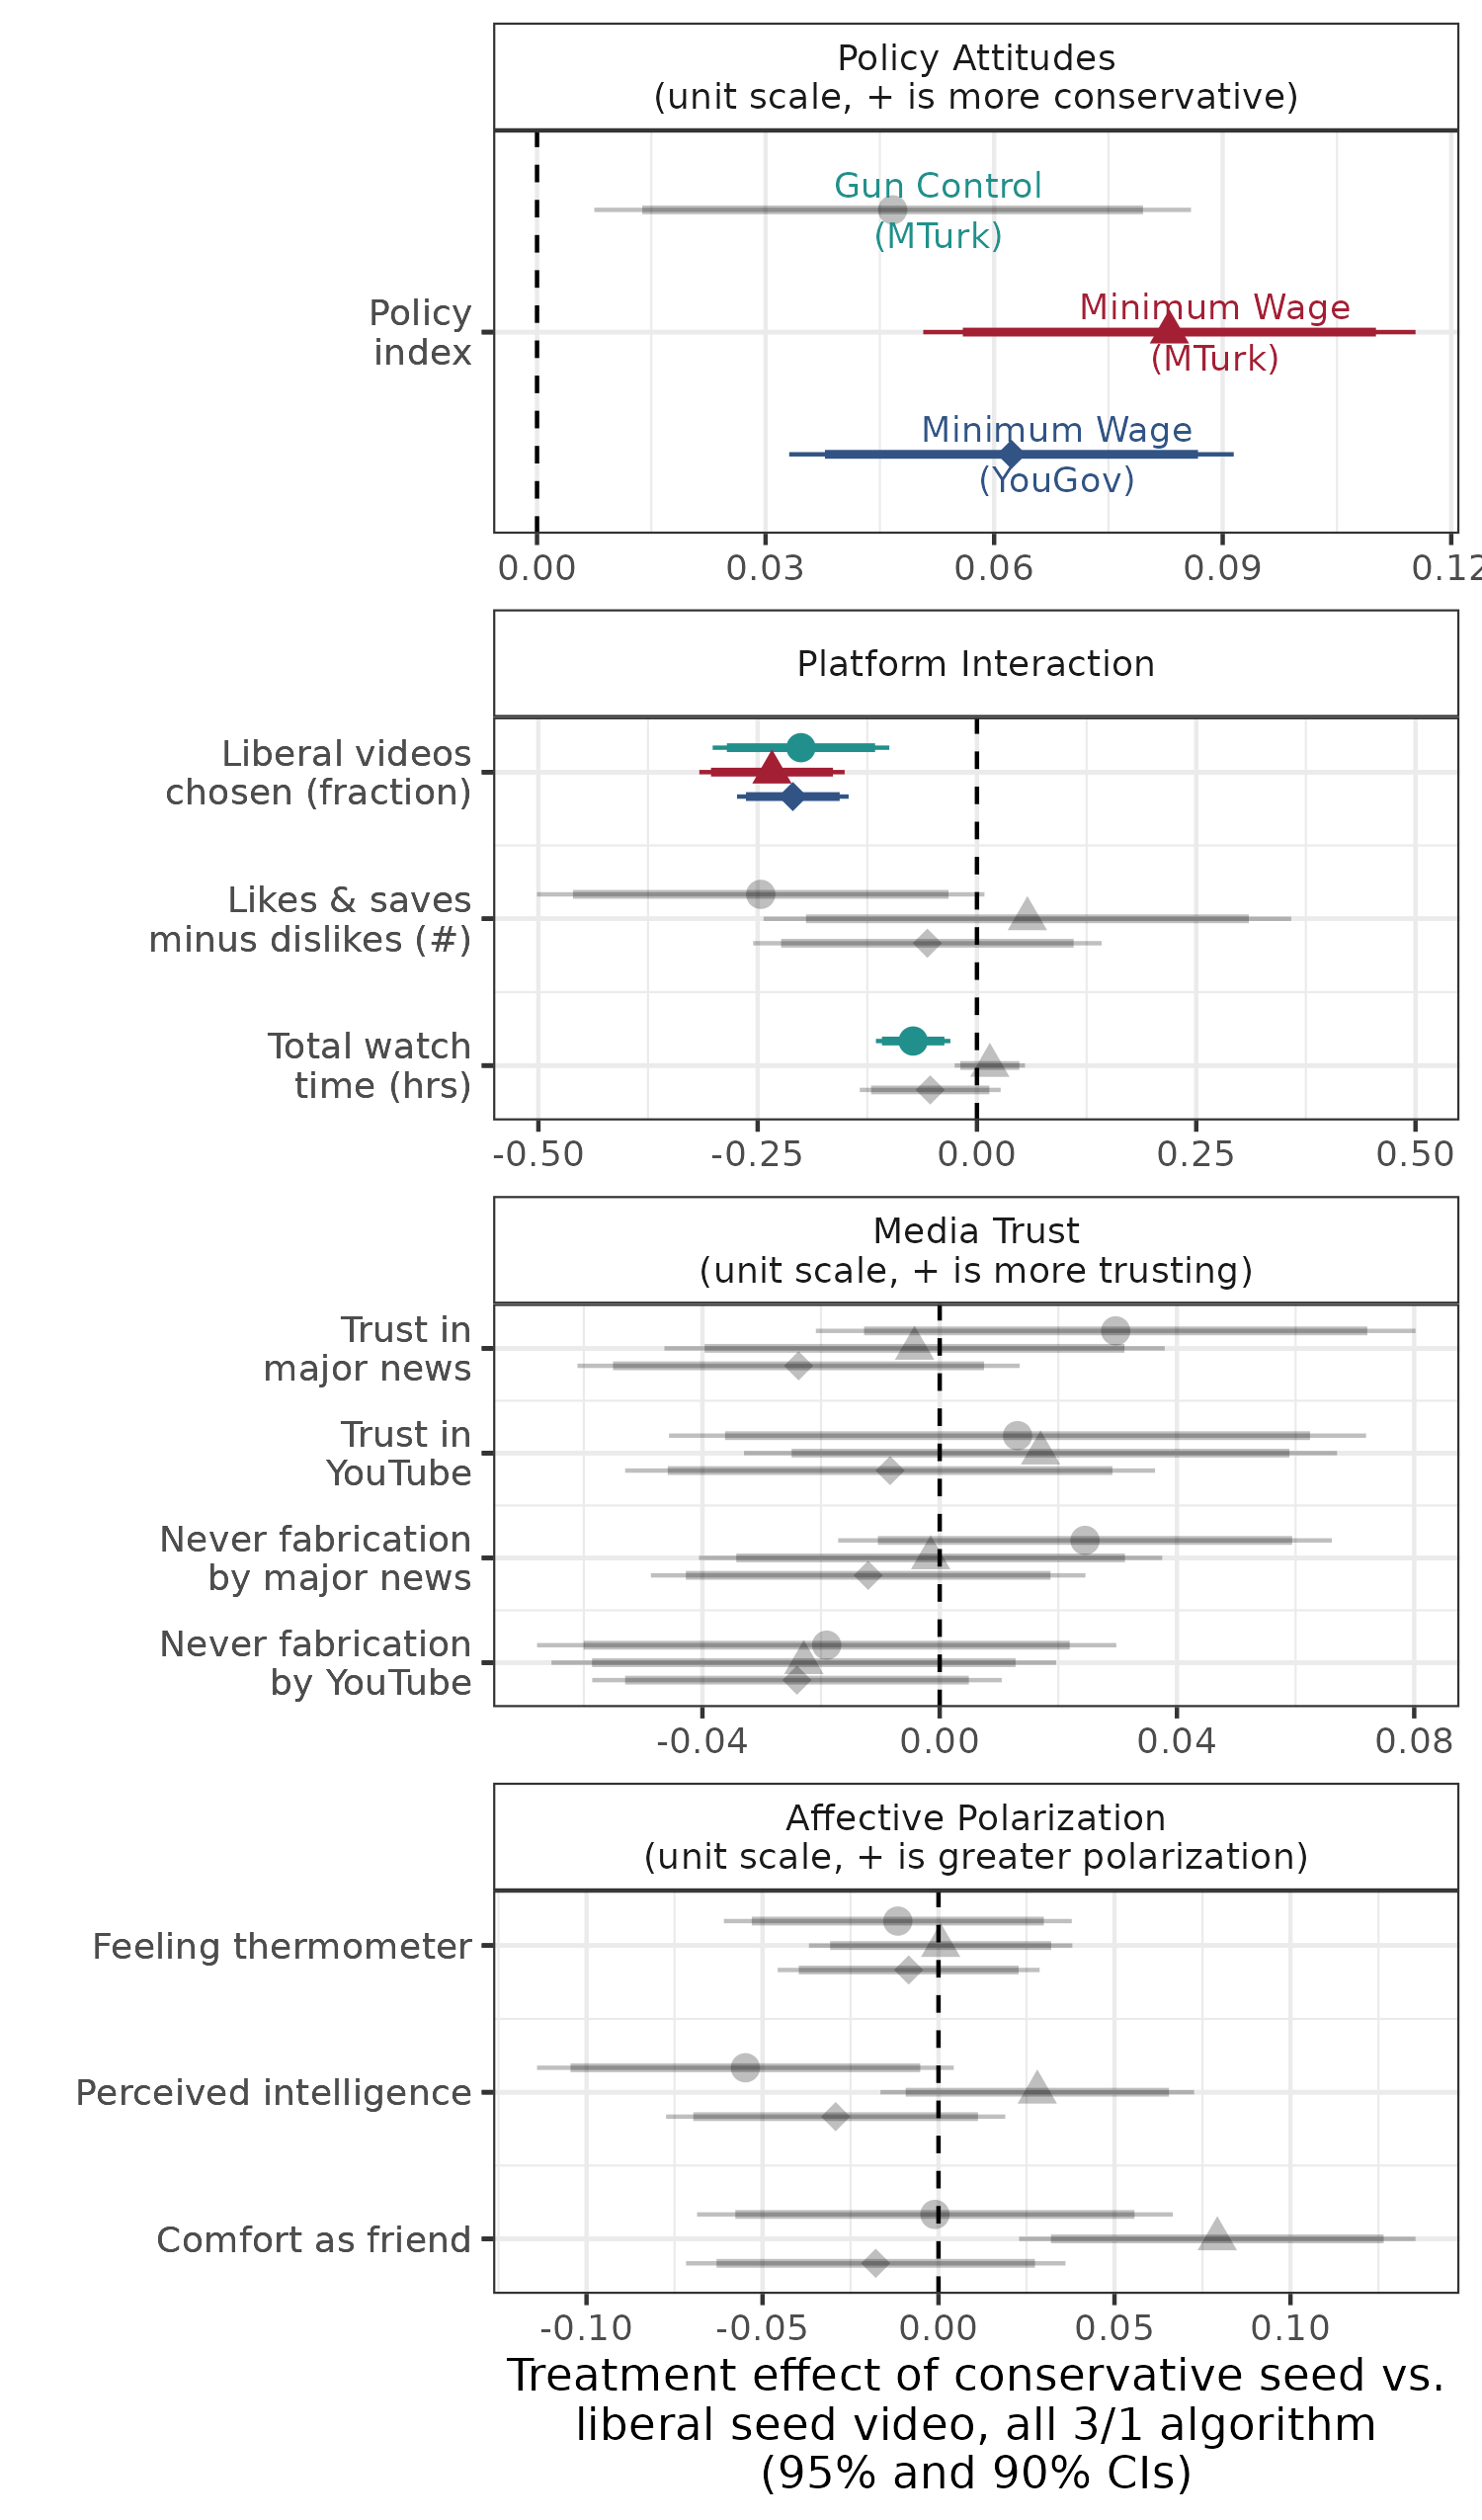 Policy Attitudes
(unit scale, + is more conservative)
Gun Control
(MTurk)
Policy
index
Minimum Wage
(MTurk)
Minimum Wage
(YouGov)
0.00 0.03 0.06 0.09 0.12
Platform Interaction
Liberal videos
chosen (fraction)
Likes & saves
minus dislikes (#)
Total watch
time (hrs)
-0.50 -0.25 0.00 0.25 0.50
Media Trust
(unit scale, + is more trusting)
Trust in
major news
Trust in
YouTube
Never fabrication
by major news
Never fabrication
by YouTube
-0.04 0.00 0.04 0.08
Affective Polarization
(unit scale, + is greater polarization)
Feeling thermometer
Perceived intelligence
Comfort as friend
-0.10 -0.05 0.00 0.05 0.10
Treatment effect of conservative seed vs.
liberal seed video, all 3/1 algorithm
(95% and 90% CIs)